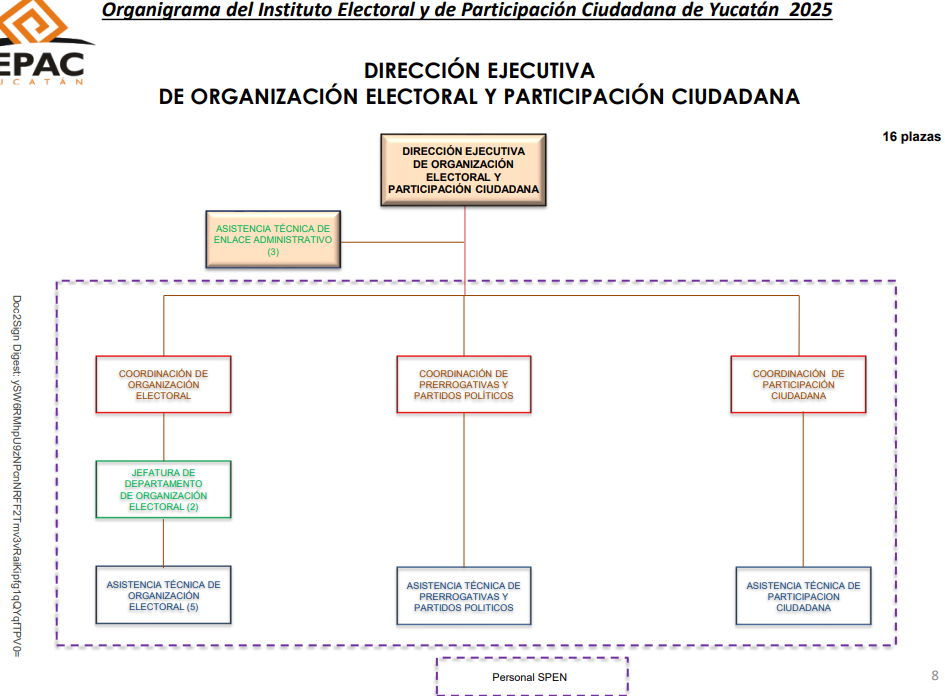 Organigrama del Instituto Electoral y de Participación Ciudadana de Yucatán 2025
EPAC
UCATÁN
DIRECCIÓN EJECUTIVA
DE ORGANIZACIÓN ELECTORAL Y PARTICIPACIÓN CIUDADANA
16 plazas
DIRECCIÓN EJECUTIVA
DE ORGANIZACIÓN
ELECTORAL Y
PARTICIPACIÓN CIUDADANA
ASISTENCIA TÉCNICA DE
ENLACE ADMINISTRATIVO
(3)
COORDINACIÓN DE
ORGANIZACIÓN
ELECTORAL
COORDINACIÓN DE
PRERROGATIVAS Y
PARTIDOS POLÍTICOS
COORDINACIÓN DE
PARTICIPACIÓN
CIUDADANA
JEFATURA DE
DEPARTAMENTO
DE ORGANIZACIÓN
ELECTORAL (2)
ASISTENCIA TÉCNICA DE
ORGANIZACIÓN
ELECTORAL (5)
ASISTENCIA TÉCNICA DE
PRERROGATIVAS Y
PARTIDOS POLITICOS
ASISTENCIA TÉCNICA DE
PARTICIPACION
CIUDADANA
Personal SPEN
8
Doc2Sign Digest: